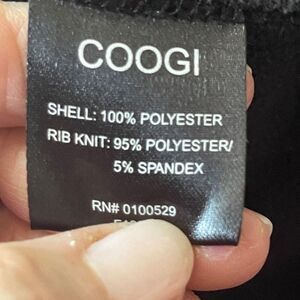 COOGI
SHELL: 100% POLYESTER
RIB KNIT: 95% POLYESTER/
5% SPANDEX
RN# 0100529